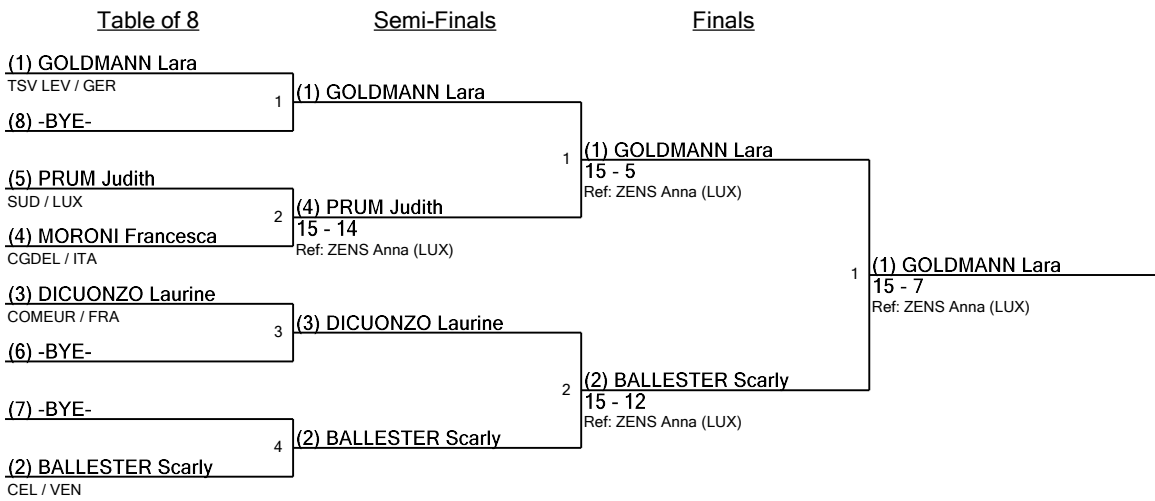 Table of 8
Semi-Finals
Finals
(1) GOLDMANN Lara
TSV LEV / GER
1
(8) -BYE-
(5) PRUM Judith
SUD / LUX
2
(4) MORONI Francesca
CGDEL / ITA
(3) DICUONZO Laurine
COMEUR / FRA
3
(6) -BYE-
(7) -BYE-
4
(2) BALLESTER Scarly
CEL / VEN
(1) GOLDMANN Lara
1
(4) PRUM Judith
15 - 14
Ref: ZENS Anna (LUX)
(3) DICUONZO Laurine
2
(2) BALLESTER Scarly
(1) GOLDMANN Lara
15 - 5
Ref: ZENS Anna (LUX)
1
(2) BALLESTER Scarly
15 - 12
Ref: ZENS Anna (LUX)
(1) GOLDMANN Lara
15 - 7
Ref: ZENS Anna (LUX)